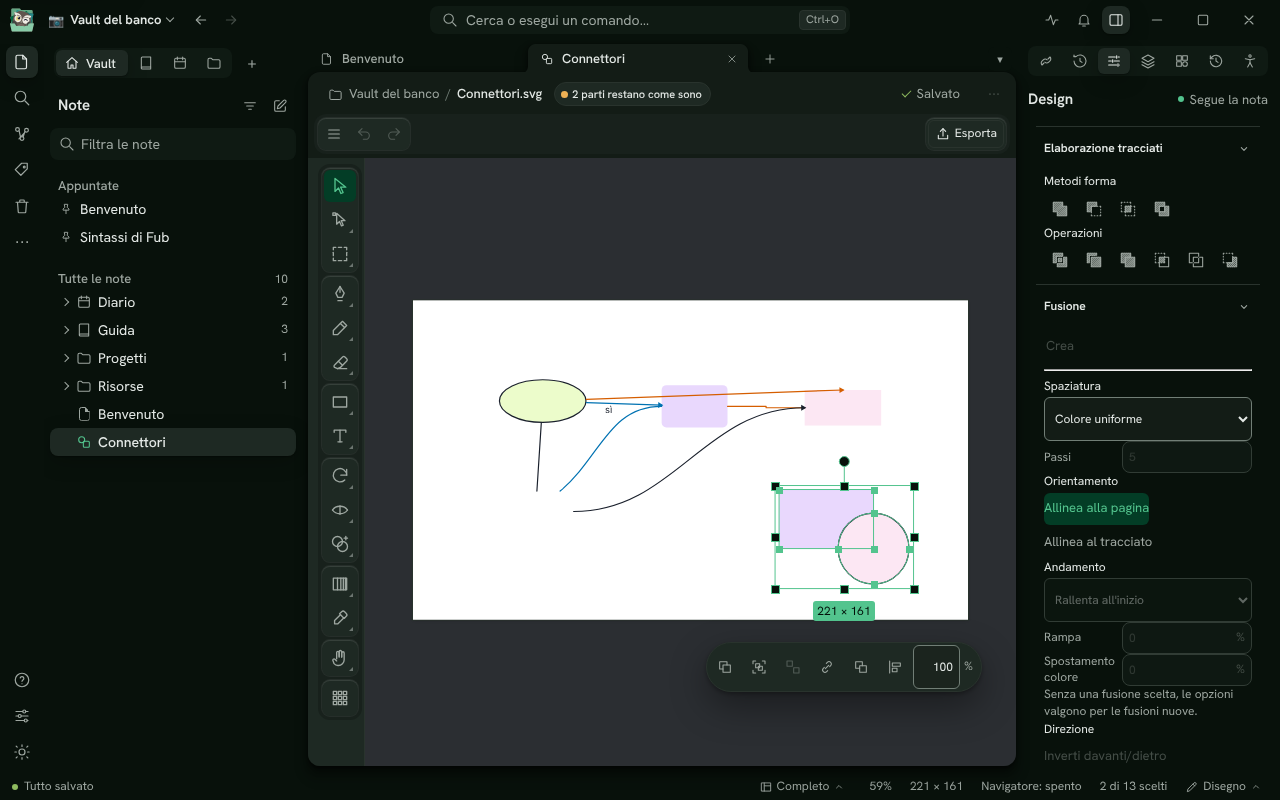 Vault del banco
Cerca o esegui un comando…
Ctrl+O
Vault
Benvenuto
Connettori
Note
Vault del banco / Connettori.svg
2 parti restano come sono
Salvato
Design
Segue la nota
Filtra le note
Esporta
Elaborazione tracciati
Metodi forma
Operazioni
Appuntate
Benvenuto
Sintassi di Fub
Tutte le note
10
Diario
2
Guida
3
Progetti
1
Risorse
1
Benvenuto
Connettori
sì
221 × 161
100
%
Fusione
Crea
Spaziatura
Colore uniforme
Passi
5
Orientamento
Allinea alla pagina
Allinea al tracciato
Andamento
Rallenta all'inizio
Rampa
0
%
Spostamento
colore
0
%
Senza una fusione scelta, le opzioni
valgono per le fusioni nuove.
Direzione
Inverti davanti/dietro
Tutto salvato
Completo
59%
221 × 161
Navigatore: spento
2 di 13 scelti
Disegno